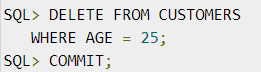 SQL> DELETE FROM CUSTOMERS
   WHERE AGE = 25;
SQL> COMMIT;